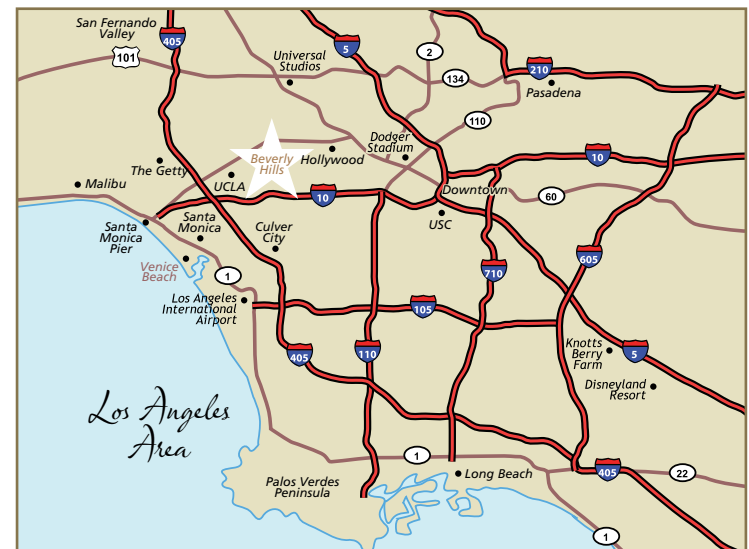 San Fernando
Valley
405
5
2
101
Universal
Studios
134
210
Pasadena
110
Dodger
Stadium
Beverly
Hills
Hollywood
10
The Getty
UCLA
Malibu
10
Downtown
60
Santa
Monica
Pier
Santa
Monica
Culver
City
USC
Venice
Beach
1
710
605
Los Angeles
International
Airport
105
405
110
Knotts
Berry
Farm
5
Disneyland
Resort
Los Angeles
Area
1
Long Beach
405
22
Palos Verdes
Peninsula
1